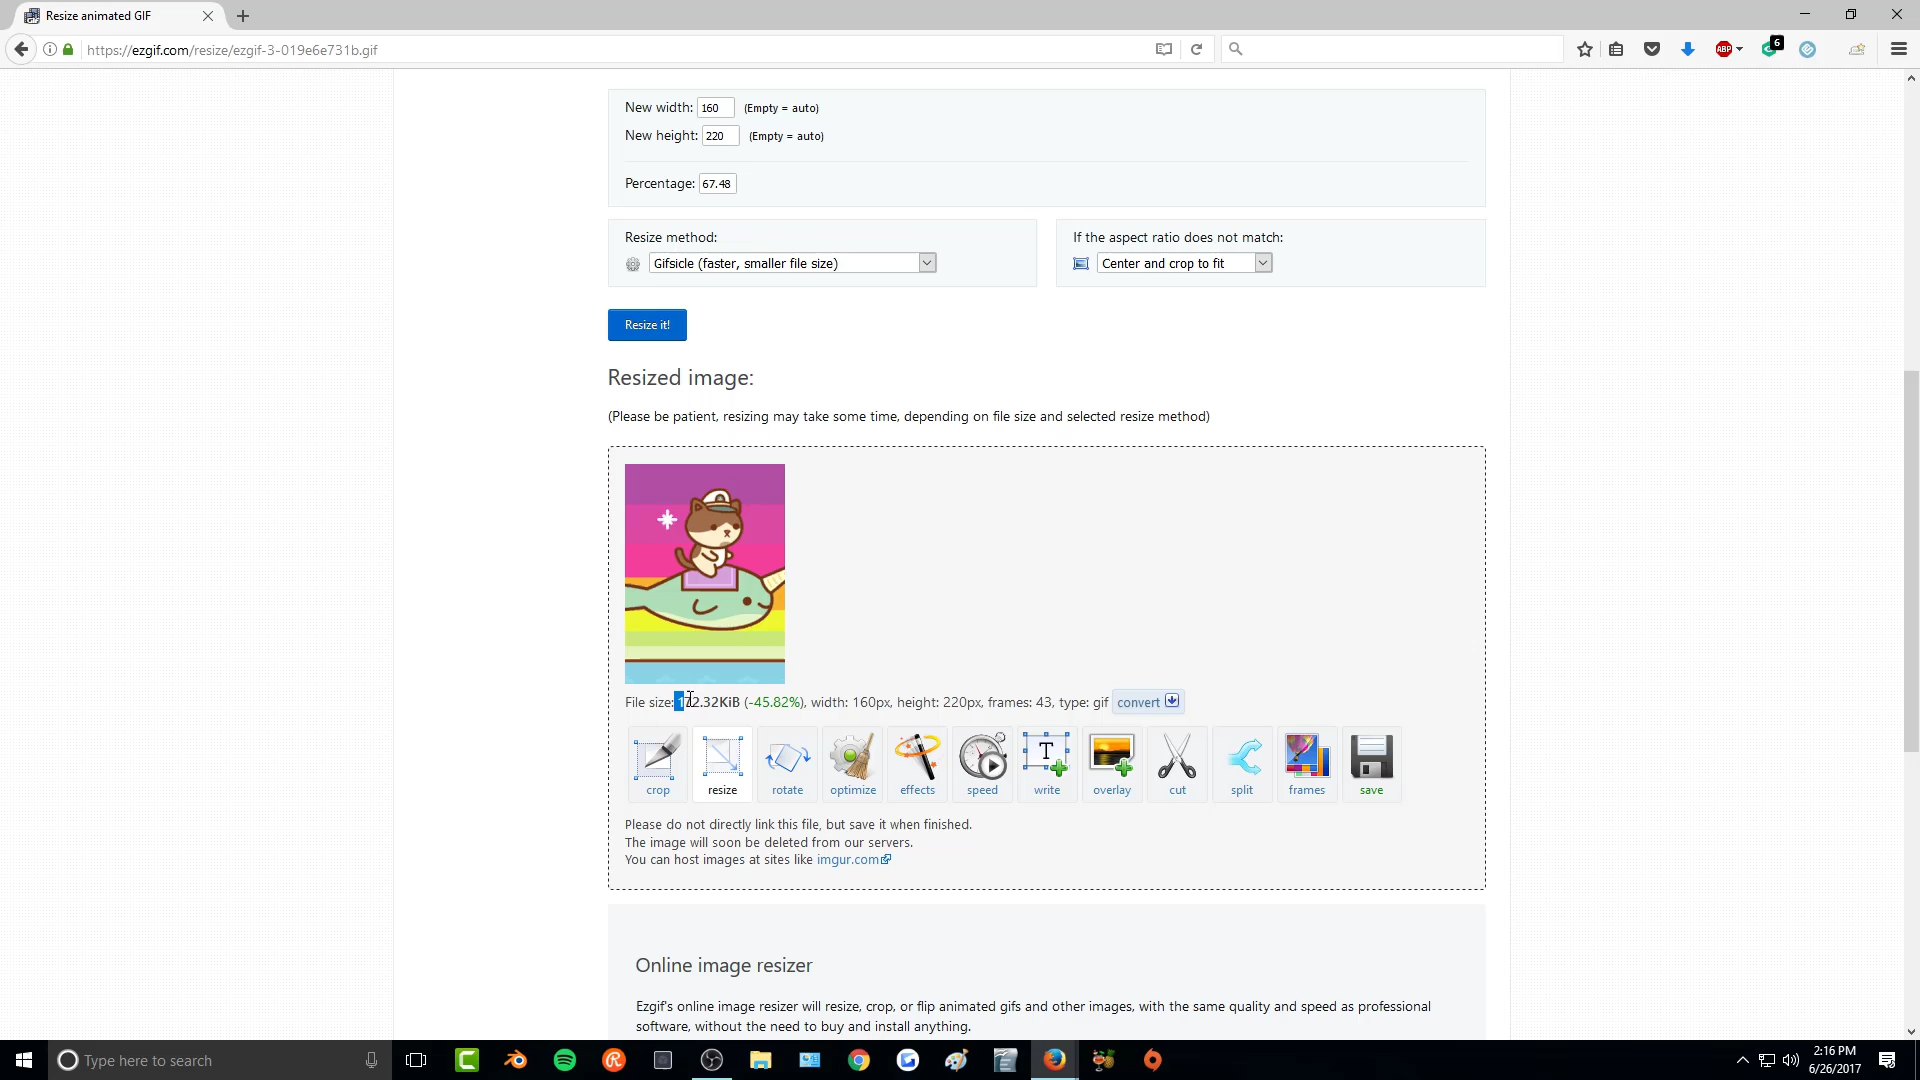 Resize animated GIF
https://ezgif.com/resize/ezgif-3-019e6e731b.gif
ABP
6
New width: 160 (Empty = auto)
New height: 220 (Empty = auto)
Percentage: 67.48
Resize method:
Gifsicle (faster, smaller file size)
If the aspect ratio does not match:
Center and crop to fit
Resize it!
Resized image:
(Please be patient, resizing may take some time, depending on file size and selected resize method)
File size: 172.32KiB (-45.82%), width: 160px, height: 220px, frames: 43, type: gif convert
T
crop resize rotate optimize effects speed write overlay cut split frames save
Please do not directly link this file, but save it when finished.
The image will soon be deleted from our servers.
You can host images at sites like imgur.com
Online image resizer
Ezgif's online image resizer will resize, crop, or flip animated gifs and other images, with the same quality and speed as professional
software, without the need to buy and install anything.
Type here to search
2:16 PM
6/26/2017